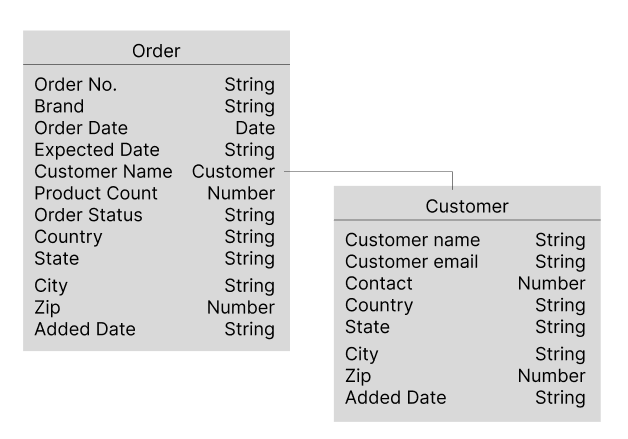 Order
Order No. String
Brand String
Order Date Date
Expected Date String
Customer Name Customer
Product Count Number
Order Status String
Country String
State String
City String
Zip Number
Added Date String
Customer
Customer name String
Customer email String
Contact Number
Country String
State String
City String
Zip Number
Added Date String